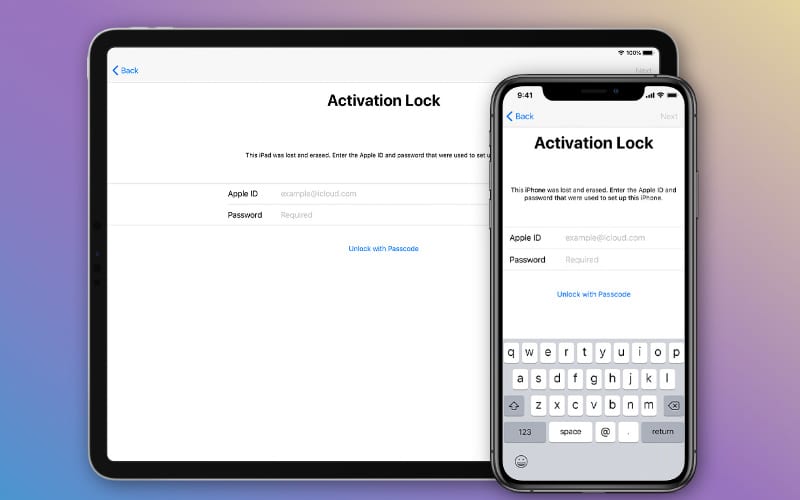 100%
Back
Next
Activation Lock
This iPad was lost and erased. Enter the Apple ID and password that were used to set u
Apple ID example@icloud.com
Password Required
Unlock with Passcode
9:41
Back Next
Activation Lock
This iPhone was lost and erased. Enter the Apple ID and
password that were used to set up this iPhone.
Apple ID example@icloud.com
Password Required
Unlock with Passcode
q w e r t y u i o p
a s d f g h j k l
z x c v b n m
123 space @ . return